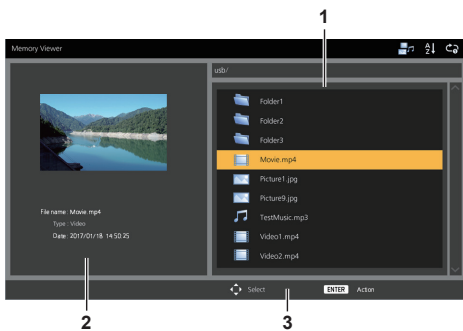 1
Memory Viewer
usb/
Folder1
Folder2
Folder3
Movie.mp4
Picture1.jpg
Picture9.jpg
TestMusic.mp3
Video1.mp4
Video2.mp4
File name : Movie.mp4
Type : Video
Date : 2017/01/18 14:50:25
Select
ENTER Action
2
3